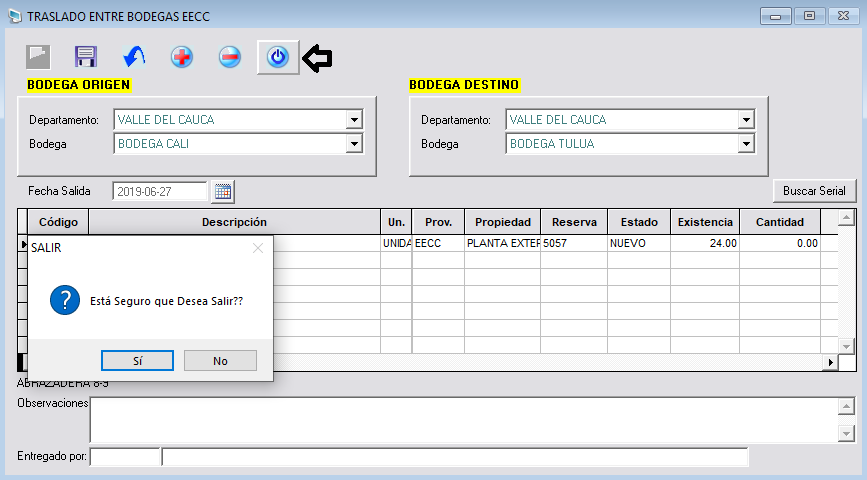 TRASLADO ENTRE BODEGAS EECC
BODEGA ORIGEN
BODEGA DESTINO
Departamento: VALLE DEL CAUCA
Bodega BODEGA CALI
Departamento: VALLE DEL CAUCA
Bodega BODEGA TULUA
Fecha Salida 2019-06-27
Buscar Serial
Código Descripción Un. Prov. Propiedad Reserva Estado Existencia Cantidad
UNIDA EECC PLANTA EXTER 5057 NUEVO 24.00 0.00
SALIR
Está Seguro que Desea Salir??
Sí No
ABRAZADERA 8-9
Observaciones
Entregado por: